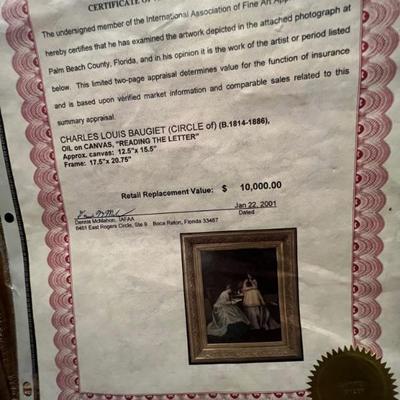 CERTIFICATE OF
The undersigned member of the International Association of Fine Art
hereby certifies that he has examined the artwork depicted in the attached photograph at
Palm Beach County, Florida, and in his opinion it is the work of the artist or period listed
below. This limited two-page appraisal determines value for the function of insurance
and is based upon verified market information and comparable sales related to this
summary appraisal.
CHARLES LOUIS BAUGIET (CIRCLE of) (B.1814-1886),
OIL on CANVAS, "READING THE LETTER"
Approx. canvas: 12.5"x 15.5"
Frame: 17.5"x 20.75"
Retail Replacement Value: $ 10,000.00
Jan 22, 2001
Dennis McMahon, IAFAA Dated
6401 East Rogers Circle, Ste 9 Boca Raton, Florida 33487